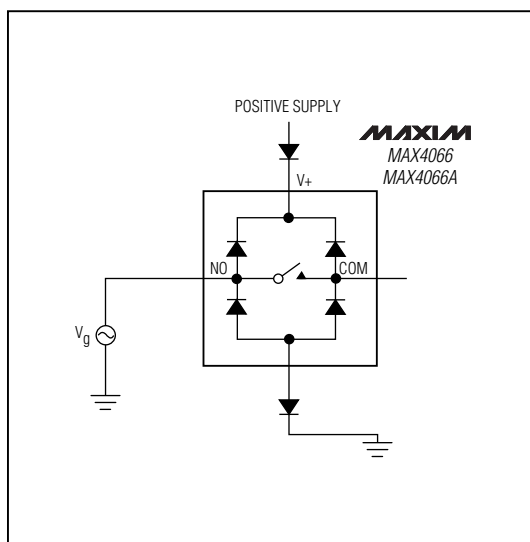 POSITIVE SUPPLY
MAXIM
MAX4066
MAX4066A
V+
NO
COM
Vg